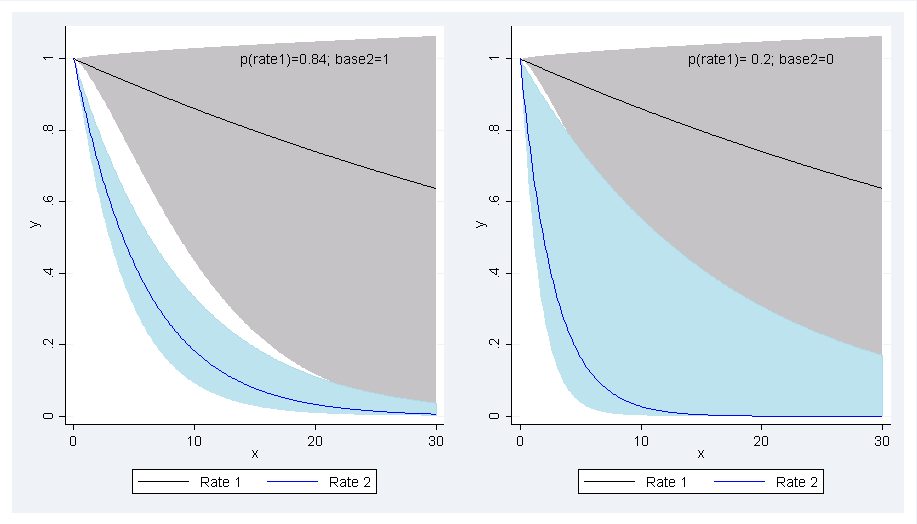 p(rate1)=0.84; base2=1
y
1
.8
.6
.4
.2
0
0 10 20 30
x
Rate 1 Rate 2
p(rate1)= 0.2; base2=0
y
1
.8
.6
.4
.2
0
0 10 20 30
x
Rate 1 Rate 2